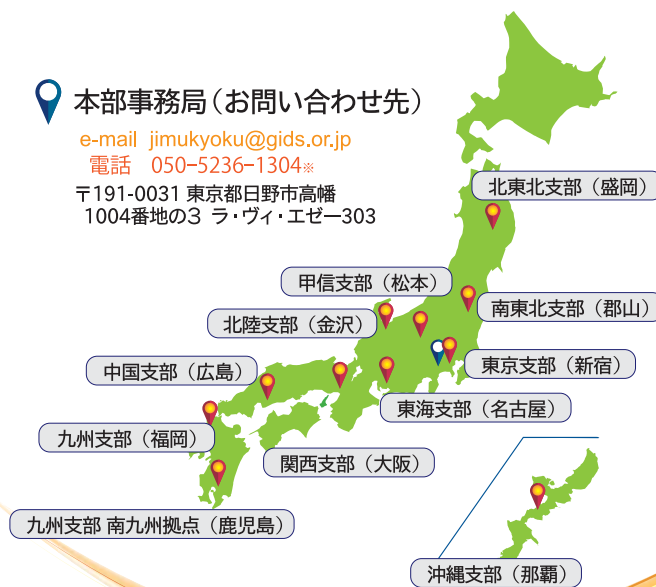 本部事務局(お問い合わせ先)
e-mail jimukyoku@gids.or.jp
電話 050-5236-1304※
〒191-0031 東京都日野市高幡
1004番地の3 ラ・ヴィ・エゼー303
北東北支部(盛岡)
甲信支部(松本)
南東北支部(郡山)
北陸支部(金沢)
東京支部(新宿)
中国支部(広島)
東海支部(名古屋)
九州支部(福岡)
関西支部(大阪)
九州支部 南九州拠点(鹿児島)
沖縄支部(那覇)